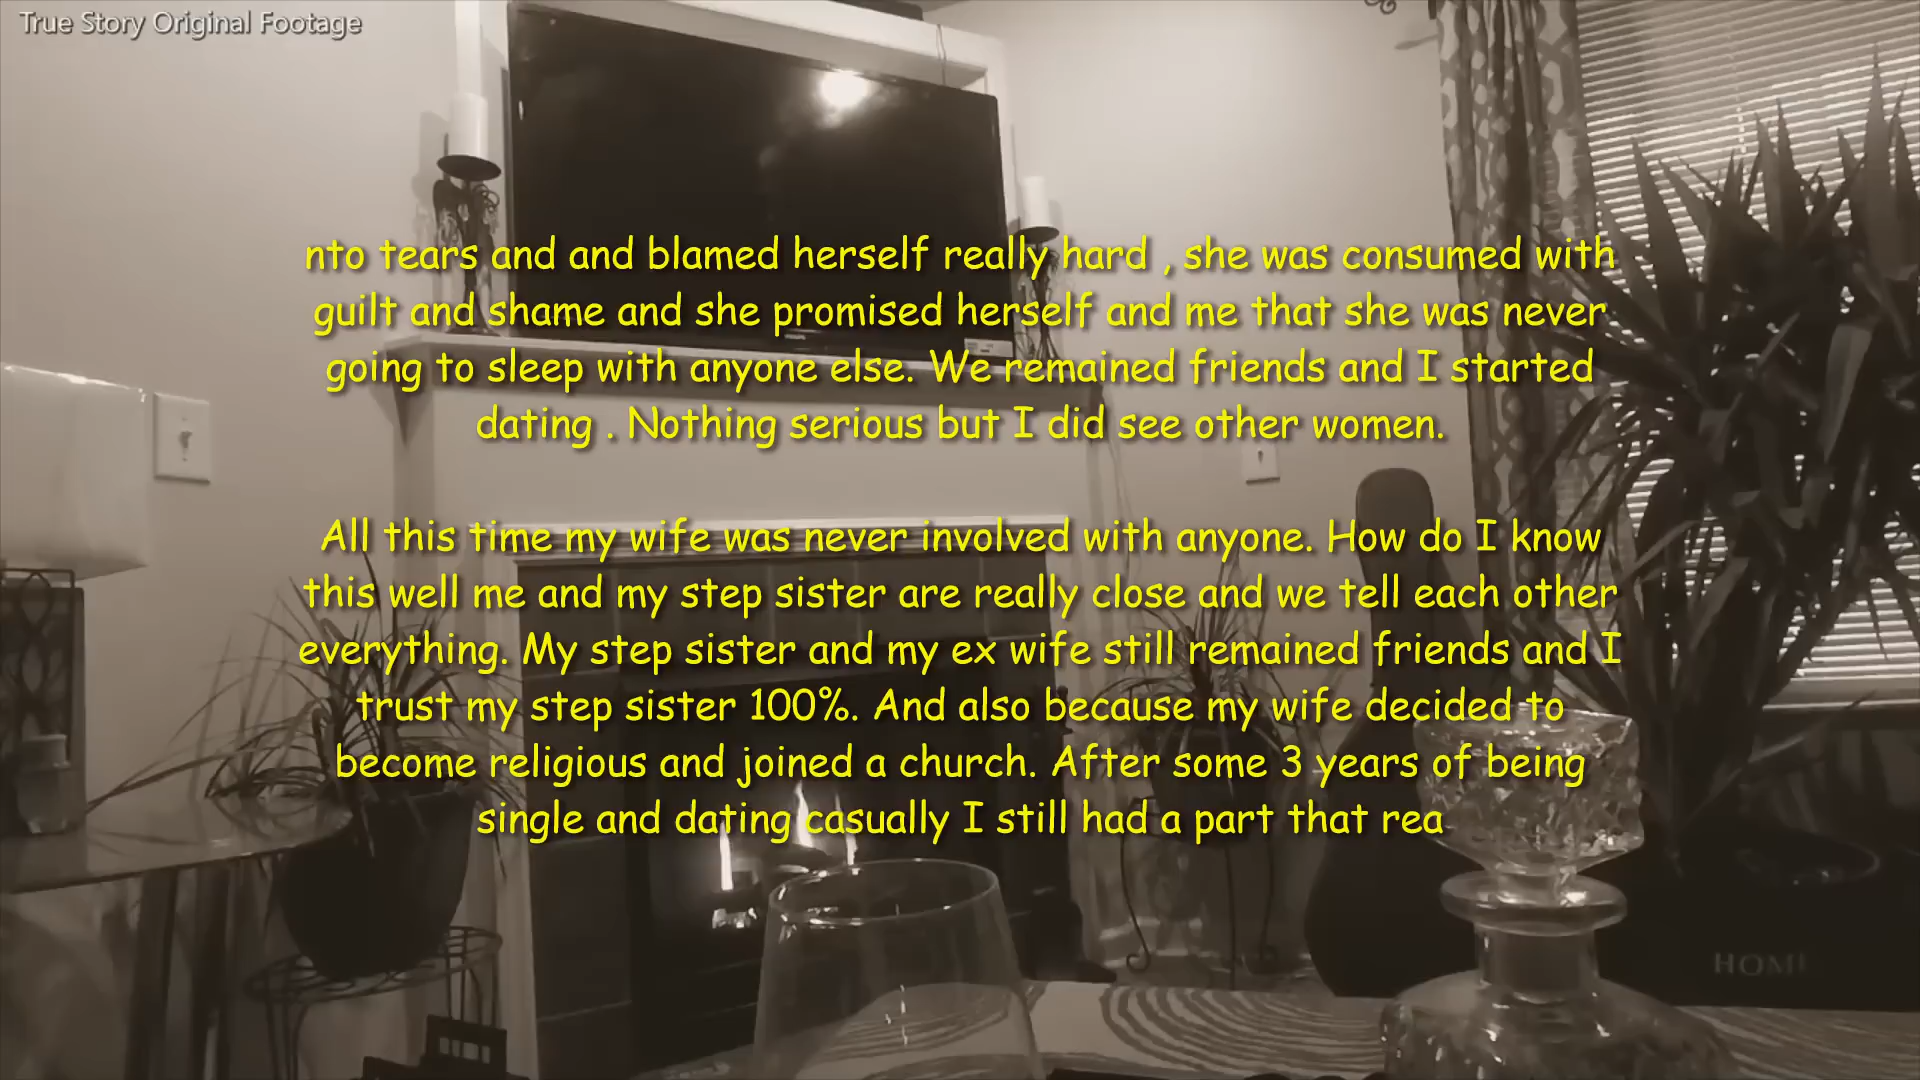 True Story Original Footage
nto tears and and blamed herself really hard , she was consumed with
guilt and shame and she promised herself and me that she was never
going to sleep with anyone else. We remained friends and I started
dating . Nothing serious but I did see other women.
All this time my wife was never involved with anyone. How do I know
this well me and my step sister are really close and we tell each other
everything. My step sister and my ex wife still remained friends and I
trust my step sister 100%. And also because my wife decided to
become religious and joined a church. After some 3 years of being
single and dating casually I still had a part that rea
HOME